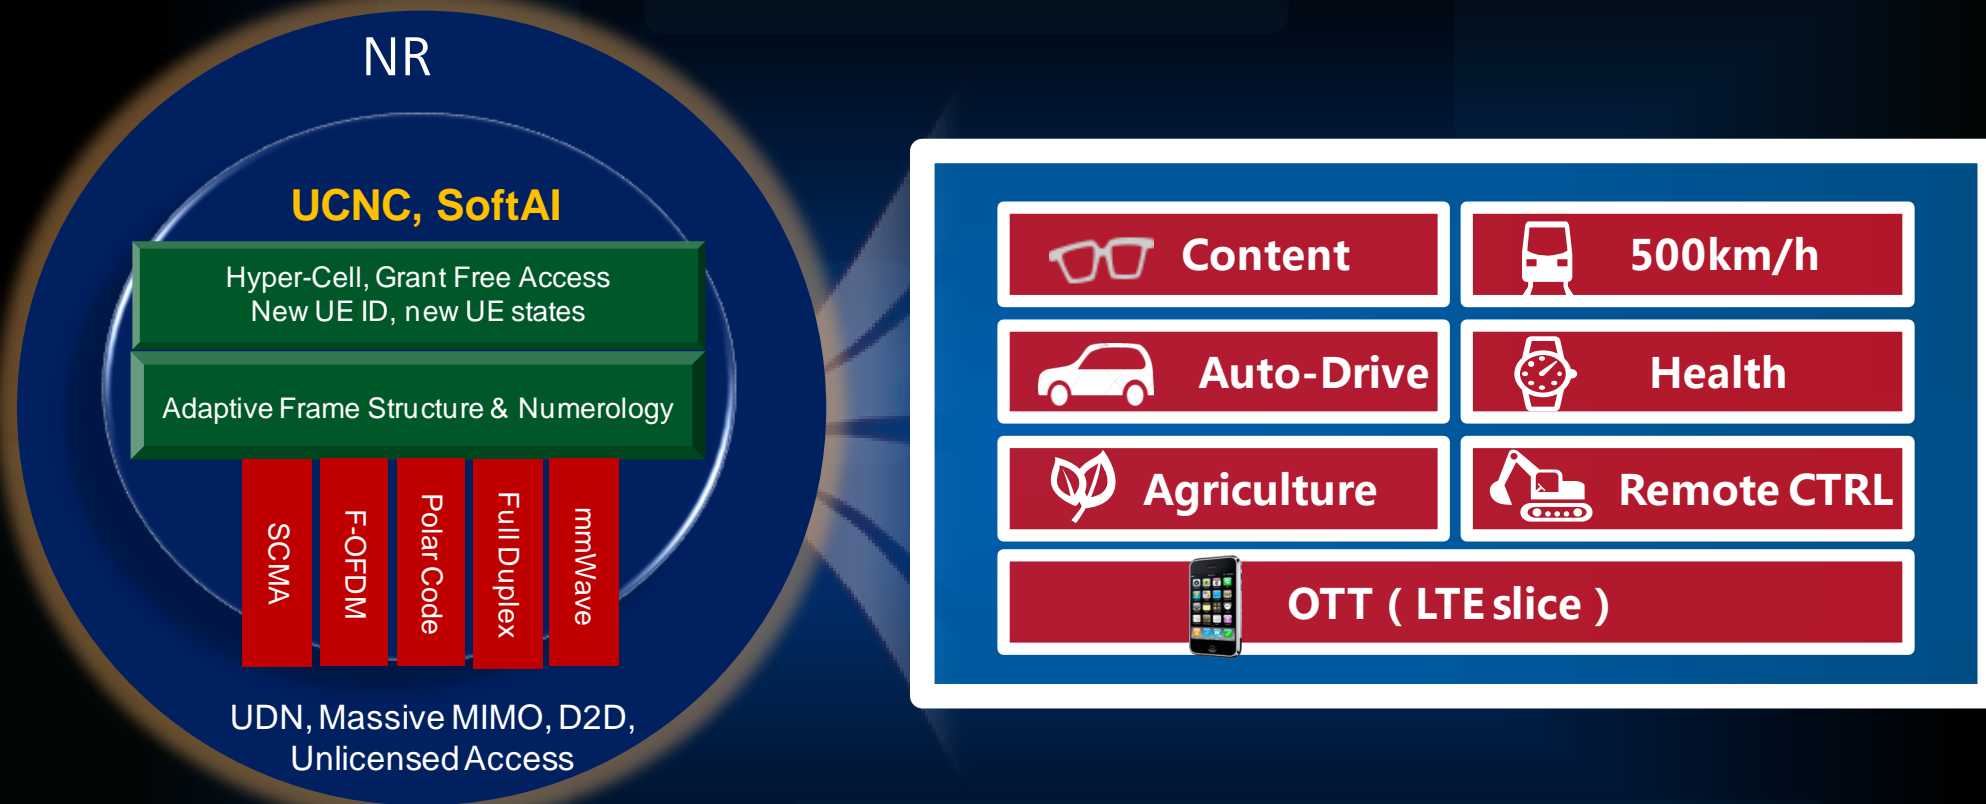 NR
UCNC, SoftAI
Hyper-Cell, Grant Free Access
New UE ID, new UE states
Adaptive Frame Structure & Numerology
SCMA
F-OFDM
Polar Code
Full Duplex
mmWave
UDN, Massive MIMO, D2D,
Unlicensed Access
Content
500km/h
Auto-Drive
Health
Agriculture
Remote CTRL
OTT ( LTE slice )